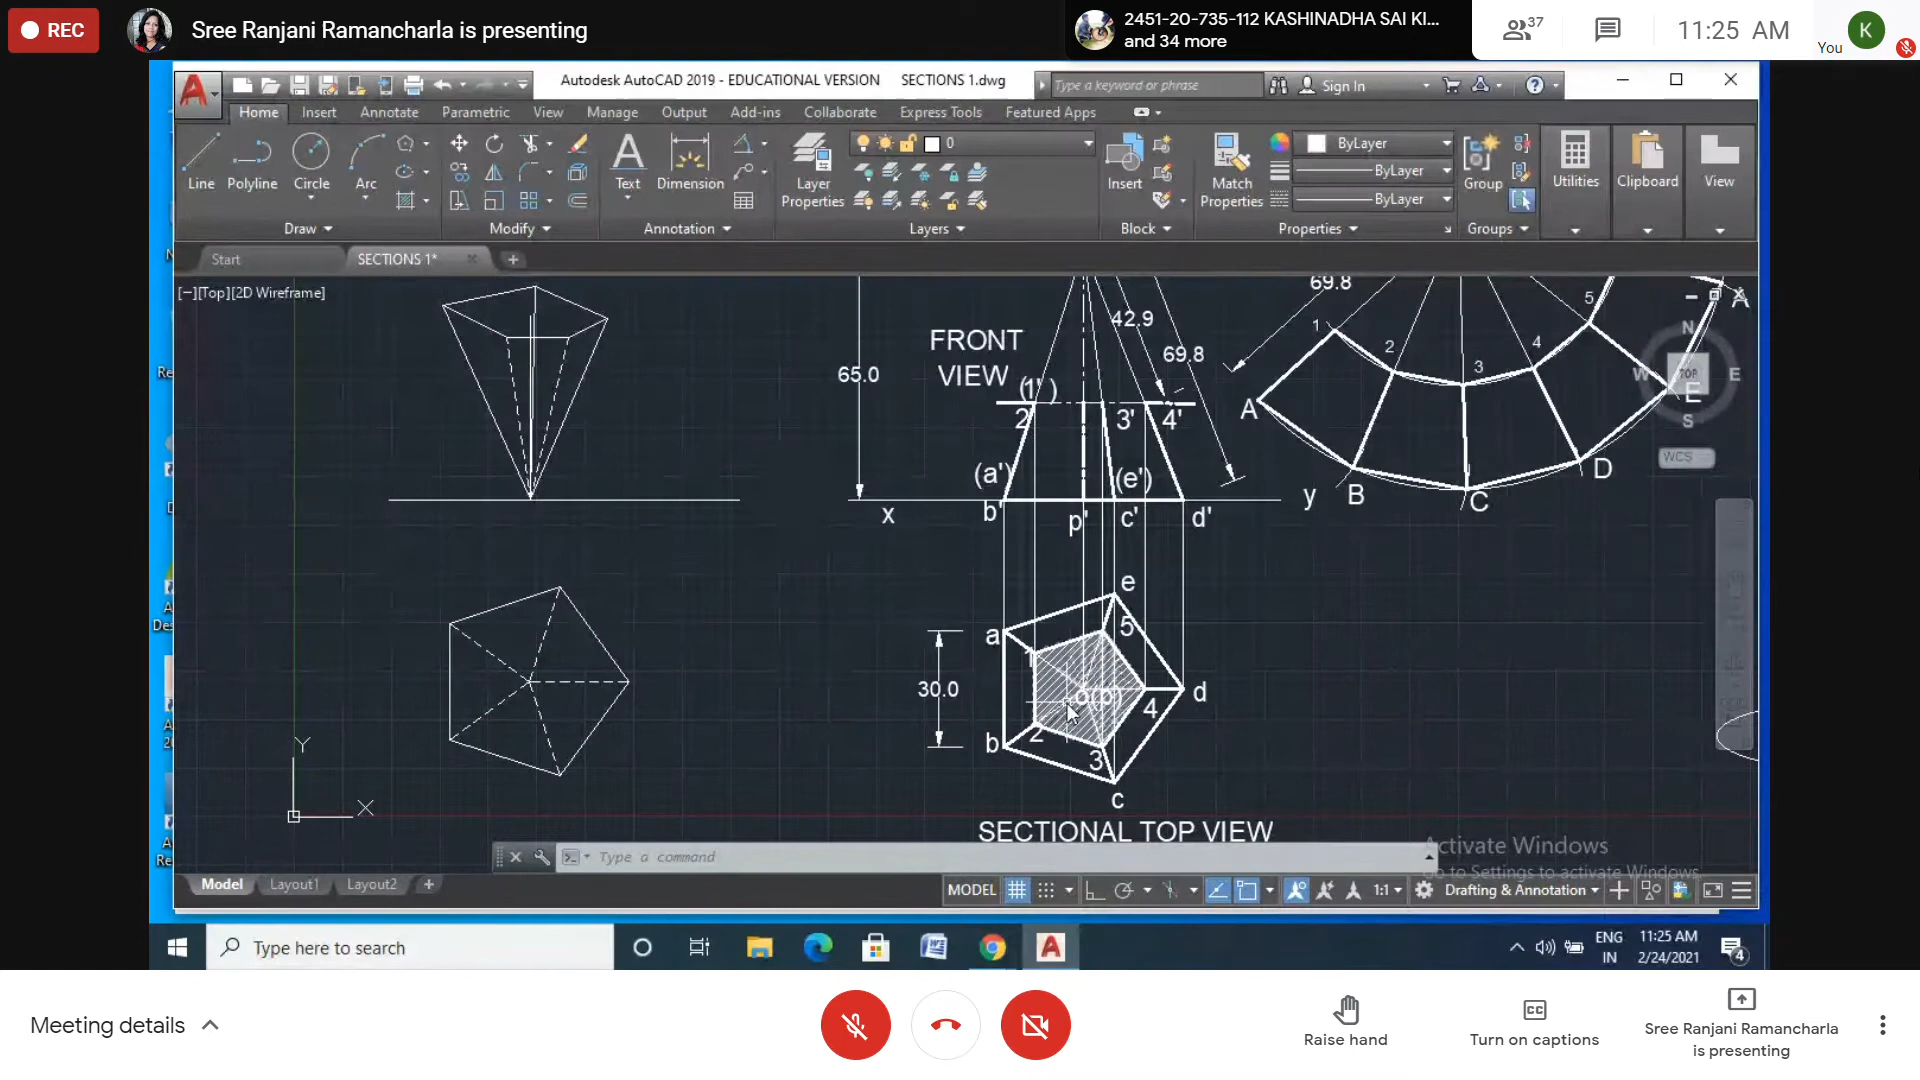 REC
Sree Ranjani Ramancharla is presenting
2451-20-735-112 KASHINADHA SAI KI...
and 34 more
37
11:25 AM
You
K
Autodesk AutoCAD 2019 - EDUCATIONAL VERSION SECTIONS 1.dwg
Type a keyword or phrase
Sign In
Home Insert Annotate Parametric View Manage Output Add-ins Collaborate Express Tools Featured Apps
0
ByLayer
ByLayer
ByLayer
Line Polyline Circle Arc
Text Dimension
Layer Properties
Insert
Match Properties
Group
Utilities
Clipboard
View
Draw Modify Annotation Layers Block Properties Groups
Start SECTIONS 1*
[−][Top][2D Wireframe]
69.8
5
A
42.9
FRONT
VIEW
69.8
65.0
(1')
2'
3'
4'
1
2
3
4
N
W TOP E
S
WCS
A
E
(a')
(e')
D
b'
p'
c'
d'
x
y
B
C
e
a
5
1
30.0
o(p)
d
4
b
2
3
c
Y
X
SECTIONAL TOP VIEW
Type a command
Activate Windows
Go to Settings to activate Windows.
Model Layout1 Layout2
MODEL
1:1
Drafting & Annotation
Type here to search
ENG
IN
11:25 AM
2/24/2021
4
Meeting details
Raise hand
Turn on captions
Sree Ranjani Ramancharla
is presenting